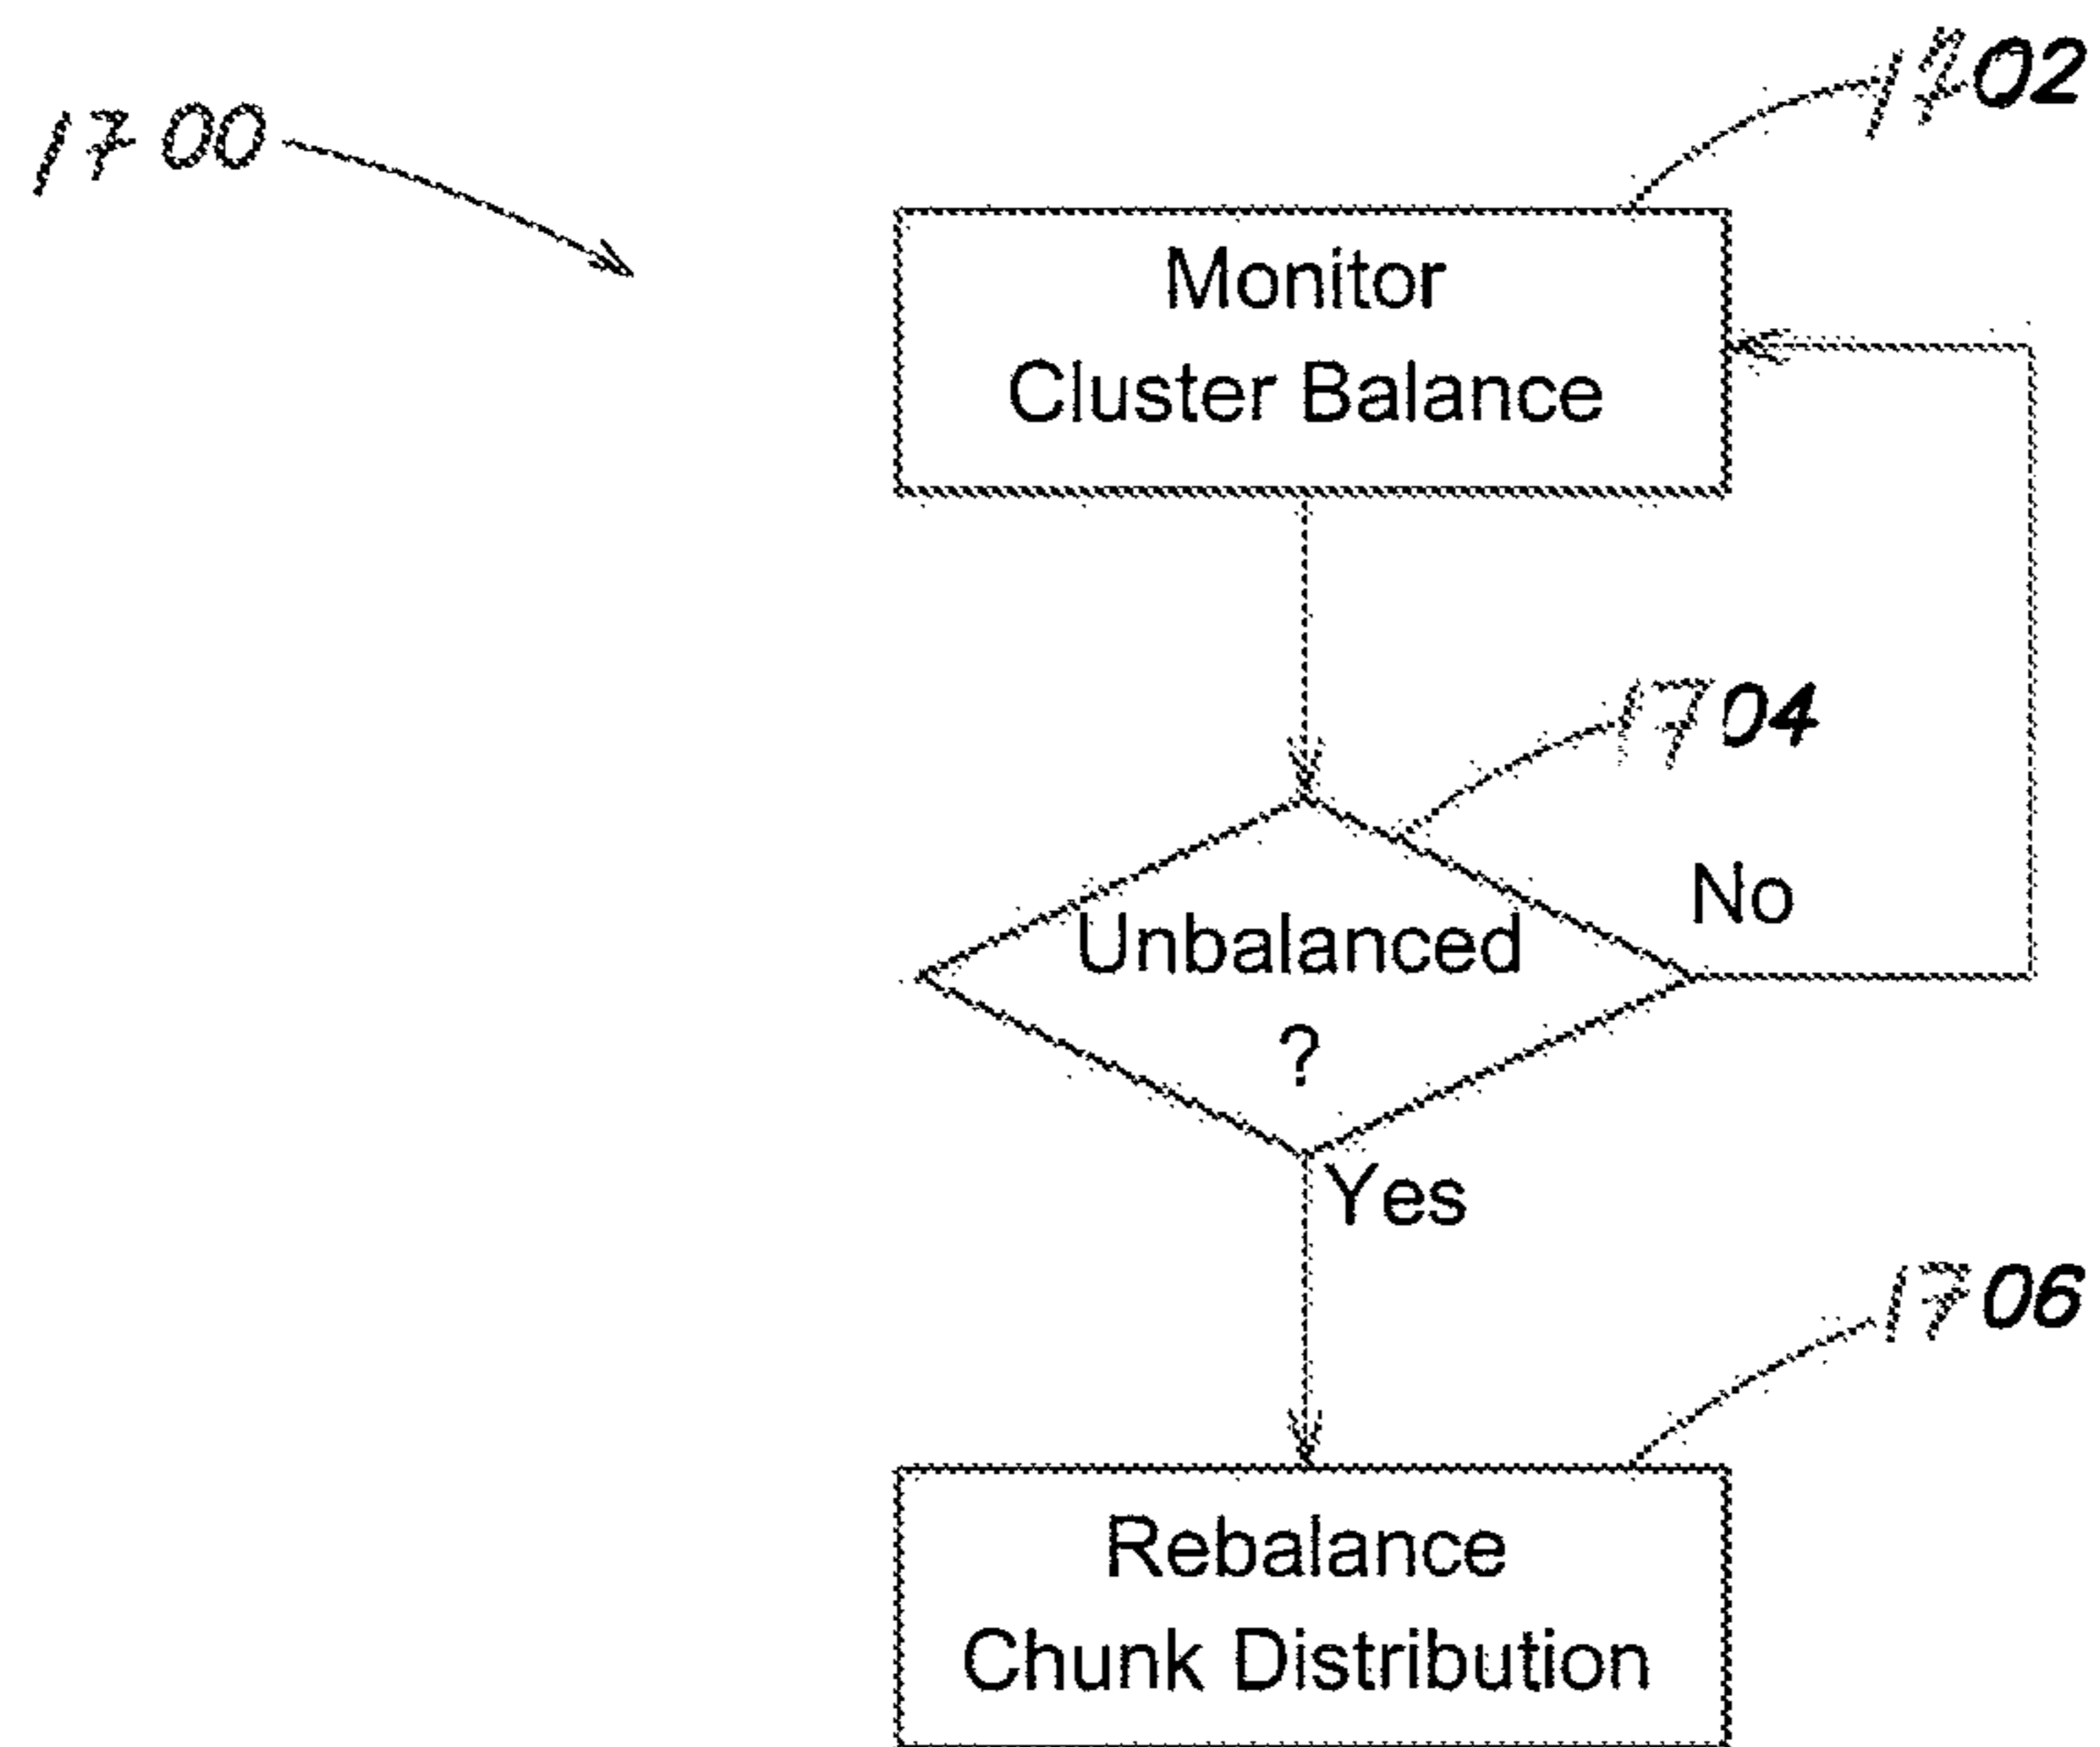 1700
1702
Monitor
Cluster Balance
1704
No
Unbalanced
?
Yes
1706
Rebalance
Chunk Distribution